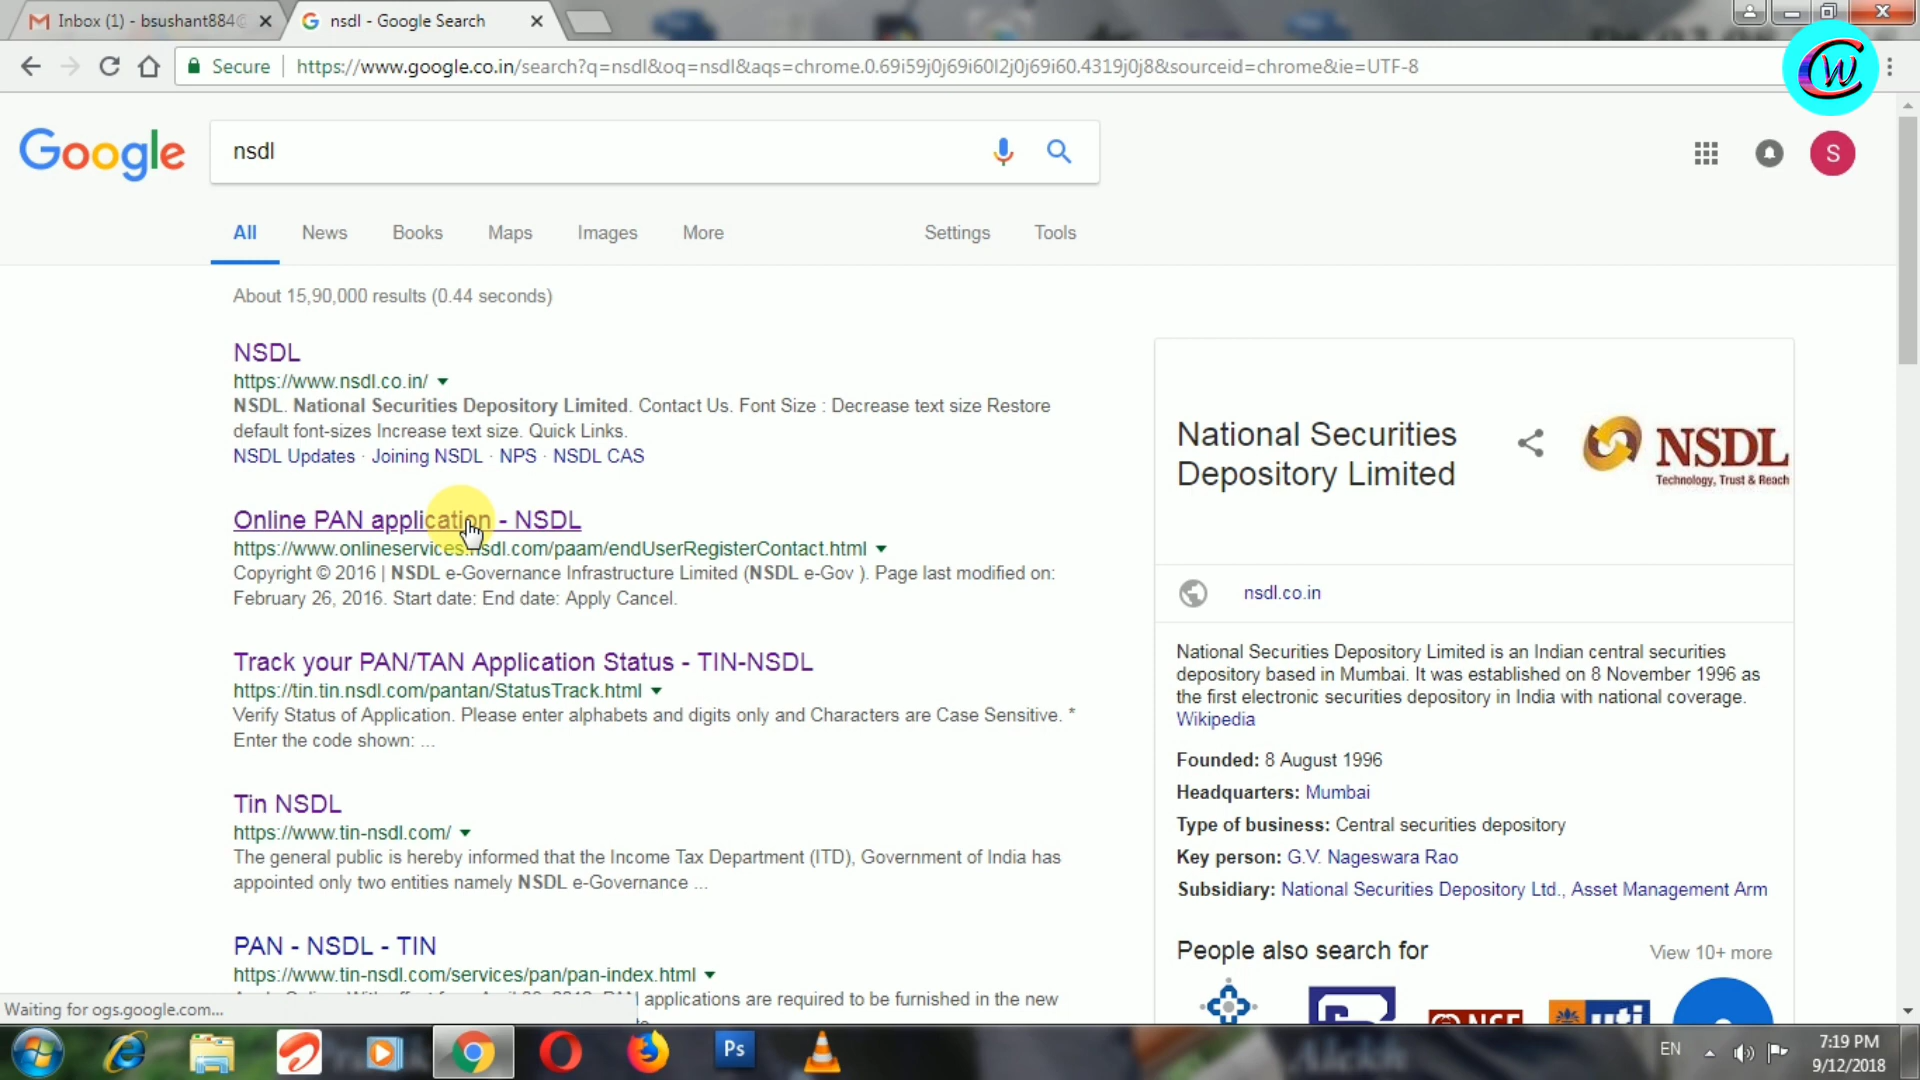 Inbox (1) - bsushant884@
nsdl - Google Search
Secure
https://www.google.co.in/search?q=nsdl&oq=nsdl&aqs=chrome.0.69i59j0j69i60l2j0j69i60.4319j0j8&sourceid=chrome&ie=UTF-8
CW
Google
nsdl
S
All
News
Books
Maps
Images
More
Settings
Tools
About 15,90,000 results (0.44 seconds)
NSDL
https://www.nsdl.co.in/
NSDL. National Securities Depository Limited. Contact Us. Font Size : Decrease text size Restore
default font-sizes Increase text size. Quick Links.
NSDL Updates · Joining NSDL · NPS · NSDL CAS
Online PAN application - NSDL
https://www.onlineservices.nsdl.com/paam/endUserRegisterContact.html
Copyright © 2016 | NSDL e-Governance Infrastructure Limited (NSDL e-Gov ). Page last modified on:
February 26, 2016. Start date: End date: Apply Cancel.
Track your PAN/TAN Application Status - TIN-NSDL
https://tin.tin.nsdl.com/pantan/StatusTrack.html
Verify Status of Application. Please enter alphabets and digits only and Characters are Case Sensitive. *
Enter the code shown: ...
Tin NSDL
https://www.tin-nsdl.com/
The general public is hereby informed that the Income Tax Department (ITD), Government of India has
appointed only two entities namely NSDL e-Governance ...
PAN - NSDL - TIN
https://www.tin-nsdl.com/services/pan/pan-index.html
applications are required to be furnished in the new
National Securities
Depository Limited
NSDL
Technology, Trust & Reach
nsdl.co.in
National Securities Depository Limited is an Indian central securities
depository based in Mumbai. It was established on 8 November 1996 as
the first electronic securities depository in India with national coverage.
Wikipedia
Founded: 8 August 1996
Headquarters: Mumbai
Type of business: Central securities depository
Key person: G.V. Nageswara Rao
Subsidiary: National Securities Depository Ltd., Asset Management Arm
People also search for
View 10+ more
NSE
uti
Waiting for ogs.google.com...
Ps
EN
7:19 PM
9/12/2018